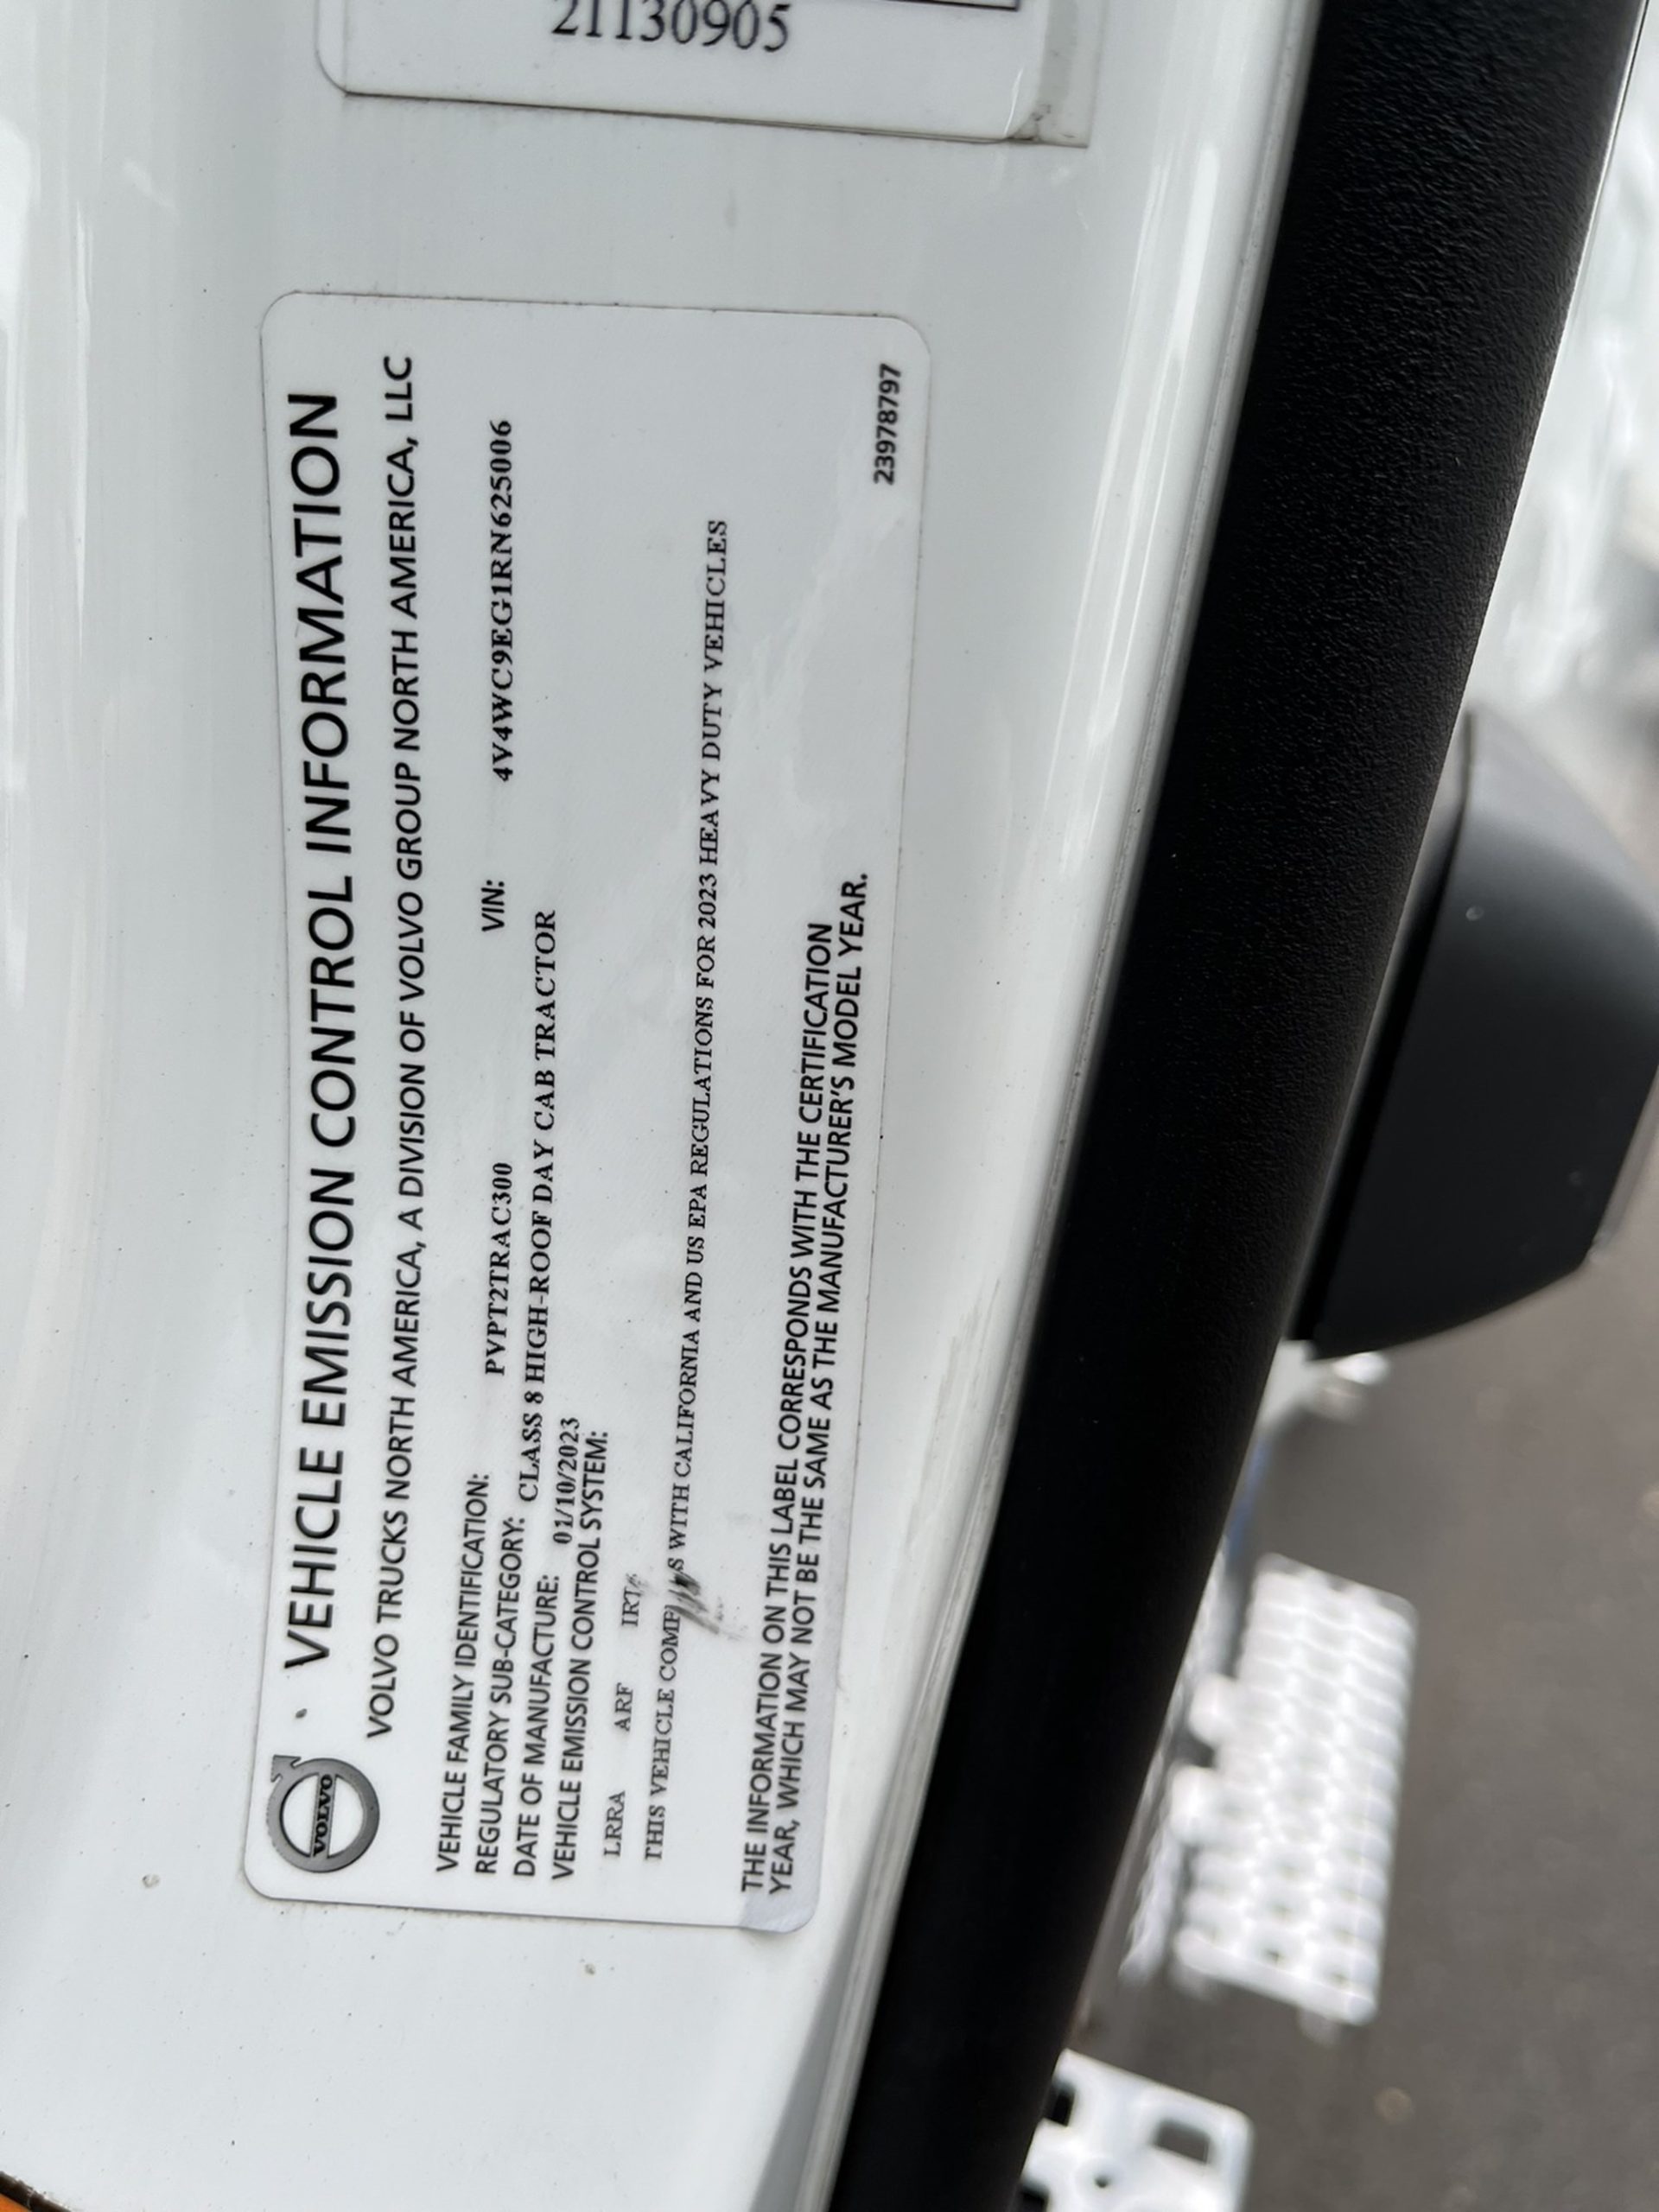 21130905
VOLVO
VEHICLE EMISSION CONTROL INFORMATION
VOLVO TRUCKS NORTH AMERICA, A DIVISION OF VOLVO GROUP NORTH AMERICA, LLC
VEHICLE FAMILY IDENTIFICATION: PVPT2TRAC300 VIN: 4V4WC9EG1RN625006
REGULATORY SUB-CATEGORY: CLASS 8 HIGH-ROOF DAY CAB TRACTOR
DATE OF MANUFACTURE: 01/10/2023
VEHICLE EMISSION CONTROL SYSTEM:
LRRA ARF
THIS VEHICLE WITH CALIFORNIA AND US EPA REGULATIONS FOR 2023 HEAVY DUTY VEHICLES
THE INFORMATION ON THIS LABEL CORRESPONDS WITH THE CERTIFICATION
YEAR, WHICH MAY NOT BE THE SAME AS THE MANUFACTURER'S MODEL YEAR.
23978797